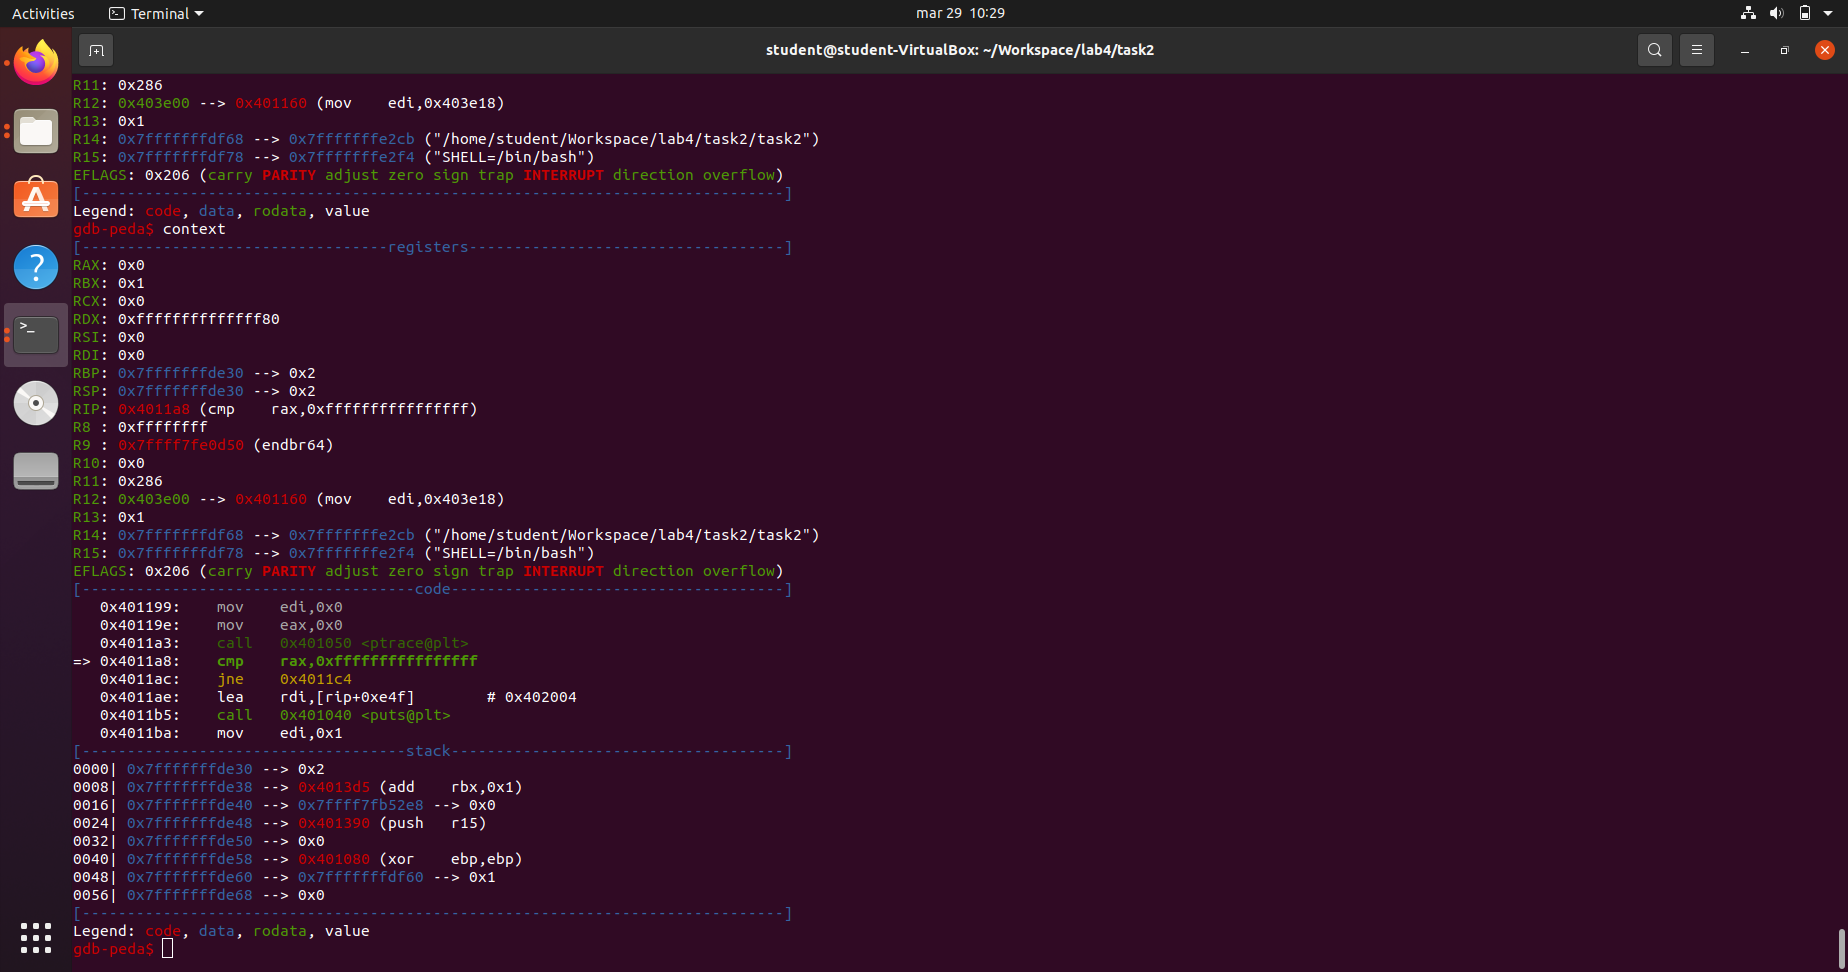 Activities Terminal mar 29 10:29
student@student-VirtualBox: ~/Workspace/lab4/task2
R11: 0x286
R12: 0x403e00 --> 0x401160 (mov    edi,0x403e18)
R13: 0x1
R14: 0x7fffffffdf68 --> 0x7fffffffe2cb ("/home/student/Workspace/lab4/task2/task2")
R15: 0x7fffffffdf78 --> 0x7fffffffe2f4 ("SHELL=/bin/bash")
EFLAGS: 0x206 (carry PARITY adjust zero sign trap INTERRUPT direction overflow)
[------------------------------------------------------------------------------]
Legend: code, data, rodata, value
gdb-peda$ context
[----------------------------------registers-----------------------------------]
RAX: 0x0
RBX: 0x1
RCX: 0x0
RDX: 0xffffffffffffff80
RSI: 0x0
RDI: 0x0
RBP: 0x7fffffffde30 --> 0x2
RSP: 0x7fffffffde30 --> 0x2
RIP: 0x4011a8 (cmp    rax,0xffffffffffffffff)
R8 : 0xffffffff
R9 : 0x7ffff7fe0d50 (endbr64)
R10: 0x0
R11: 0x286
R12: 0x403e00 --> 0x401160 (mov    edi,0x403e18)
R13: 0x1
R14: 0x7fffffffdf68 --> 0x7fffffffe2cb ("/home/student/Workspace/lab4/task2/task2")
R15: 0x7fffffffdf78 --> 0x7fffffffe2f4 ("SHELL=/bin/bash")
EFLAGS: 0x206 (carry PARITY adjust zero sign trap INTERRUPT direction overflow)
[-------------------------------------code-------------------------------------]
   0x401199:    mov    edi,0x0
   0x40119e:    mov    eax,0x0
   0x4011a3:    call   0x401050 <ptrace@plt>
=> 0x4011a8:    cmp    rax,0xffffffffffffffff
   0x4011ac:    jne    0x4011c4
   0x4011ae:    lea    rdi,[rip+0xe4f]        # 0x402004
   0x4011b5:    call   0x401040 <puts@plt>
   0x4011ba:    mov    edi,0x1
[------------------------------------stack-------------------------------------]
0000| 0x7fffffffde30 --> 0x2
0008| 0x7fffffffde38 --> 0x4013d5 (add    rbx,0x1)
0016| 0x7fffffffde40 --> 0x7ffff7fb52e8 --> 0x0
0024| 0x7fffffffde48 --> 0x401390 (push   r15)
0032| 0x7fffffffde50 --> 0x0
0040| 0x7fffffffde58 --> 0x401080 (xor    ebp,ebp)
0048| 0x7fffffffde60 --> 0x7fffffffdf60 --> 0x1
0056| 0x7fffffffde68 --> 0x0
[------------------------------------------------------------------------------]
Legend: code, data, rodata, value
gdb-peda$